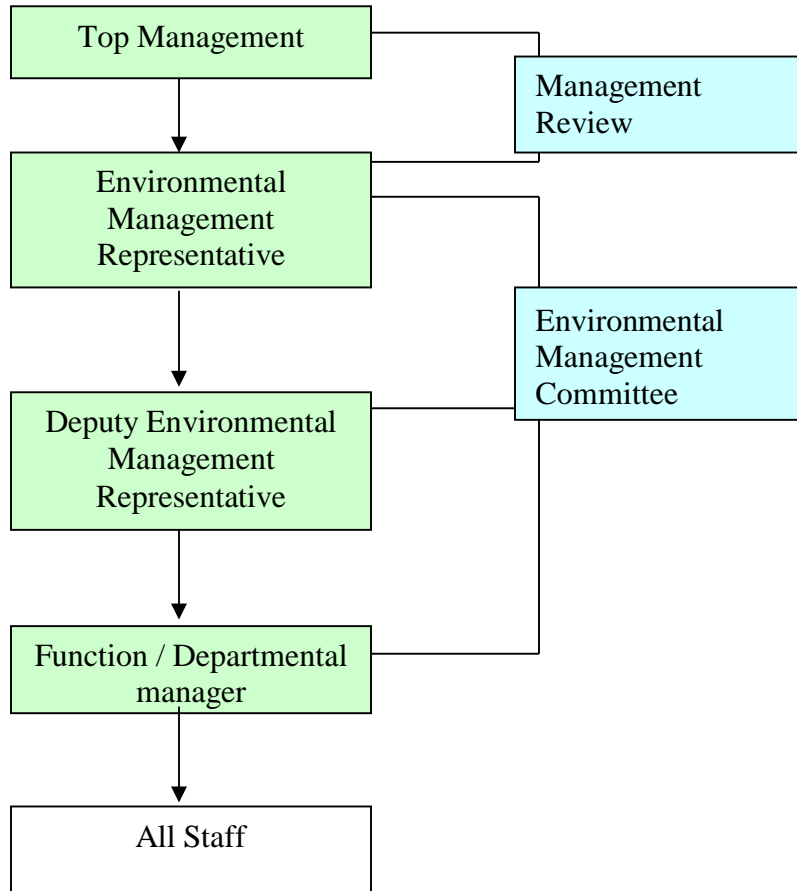 Top Management
Management
Review
Environmental
Management
Representative
Environmental
Management
Committee
Deputy Environmental
Management
Representative
Function / Departmental
manager
All Staff